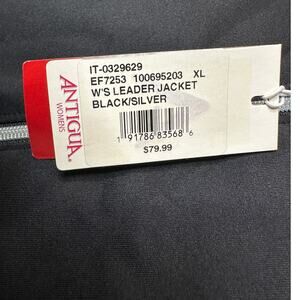 IT-0329629
EF7253 100695203 XL
W'S LEADER JACKET
BLACK/SILVER
1 91786 83568 6
$79.99
ANTIGUA
WOMENS